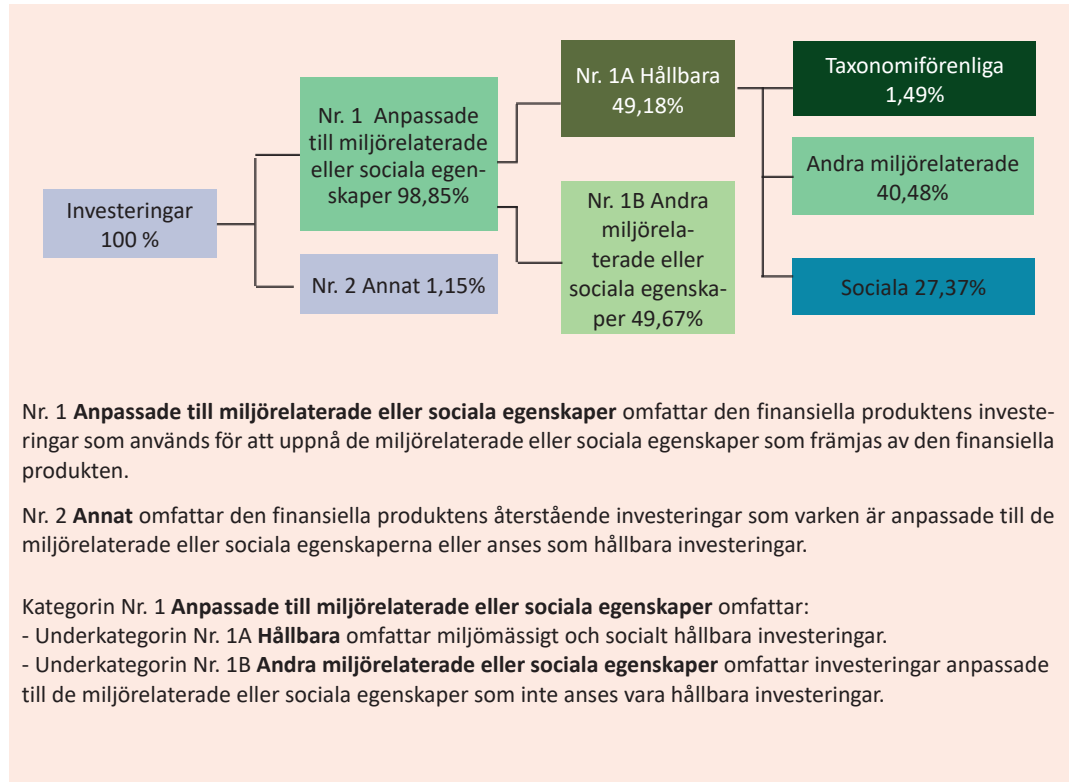 Investeringar
100 %
Nr. 1  Anpassade
till miljörelaterade
eller sociala egen-
skaper 98,85%
Nr. 2 Annat 1,15%
Nr. 1A Hållbara
49,18%
Nr. 1B Andra
miljörela-
terade eller
sociala egenska-
per 49,67%
Taxonomiförenliga
1,49%
Andra miljörelaterade
40,48%
Sociala 27,37%
Nr. 1 Anpassade till miljörelaterade eller sociala egenskaper omfattar den finansiella produktens investe-
ringar som används för att uppnå de miljörelaterade eller sociala egenskaper som främjas av den finansiella
produkten.
Nr. 2 Annat omfattar den finansiella produktens återstående investeringar som varken är anpassade till de
miljörelaterade eller sociala egenskaperna eller anses som hållbara investeringar.
Kategorin Nr. 1 Anpassade till miljörelaterade eller sociala egenskaper omfattar:
- Underkategorin Nr. 1A Hållbara omfattar miljömässigt och socialt hållbara investeringar.
- Underkategorin Nr. 1B Andra miljörelaterade eller sociala egenskaper omfattar investeringar anpassade
till de miljörelaterade eller sociala egenskaper som inte anses vara hållbara investeringar.